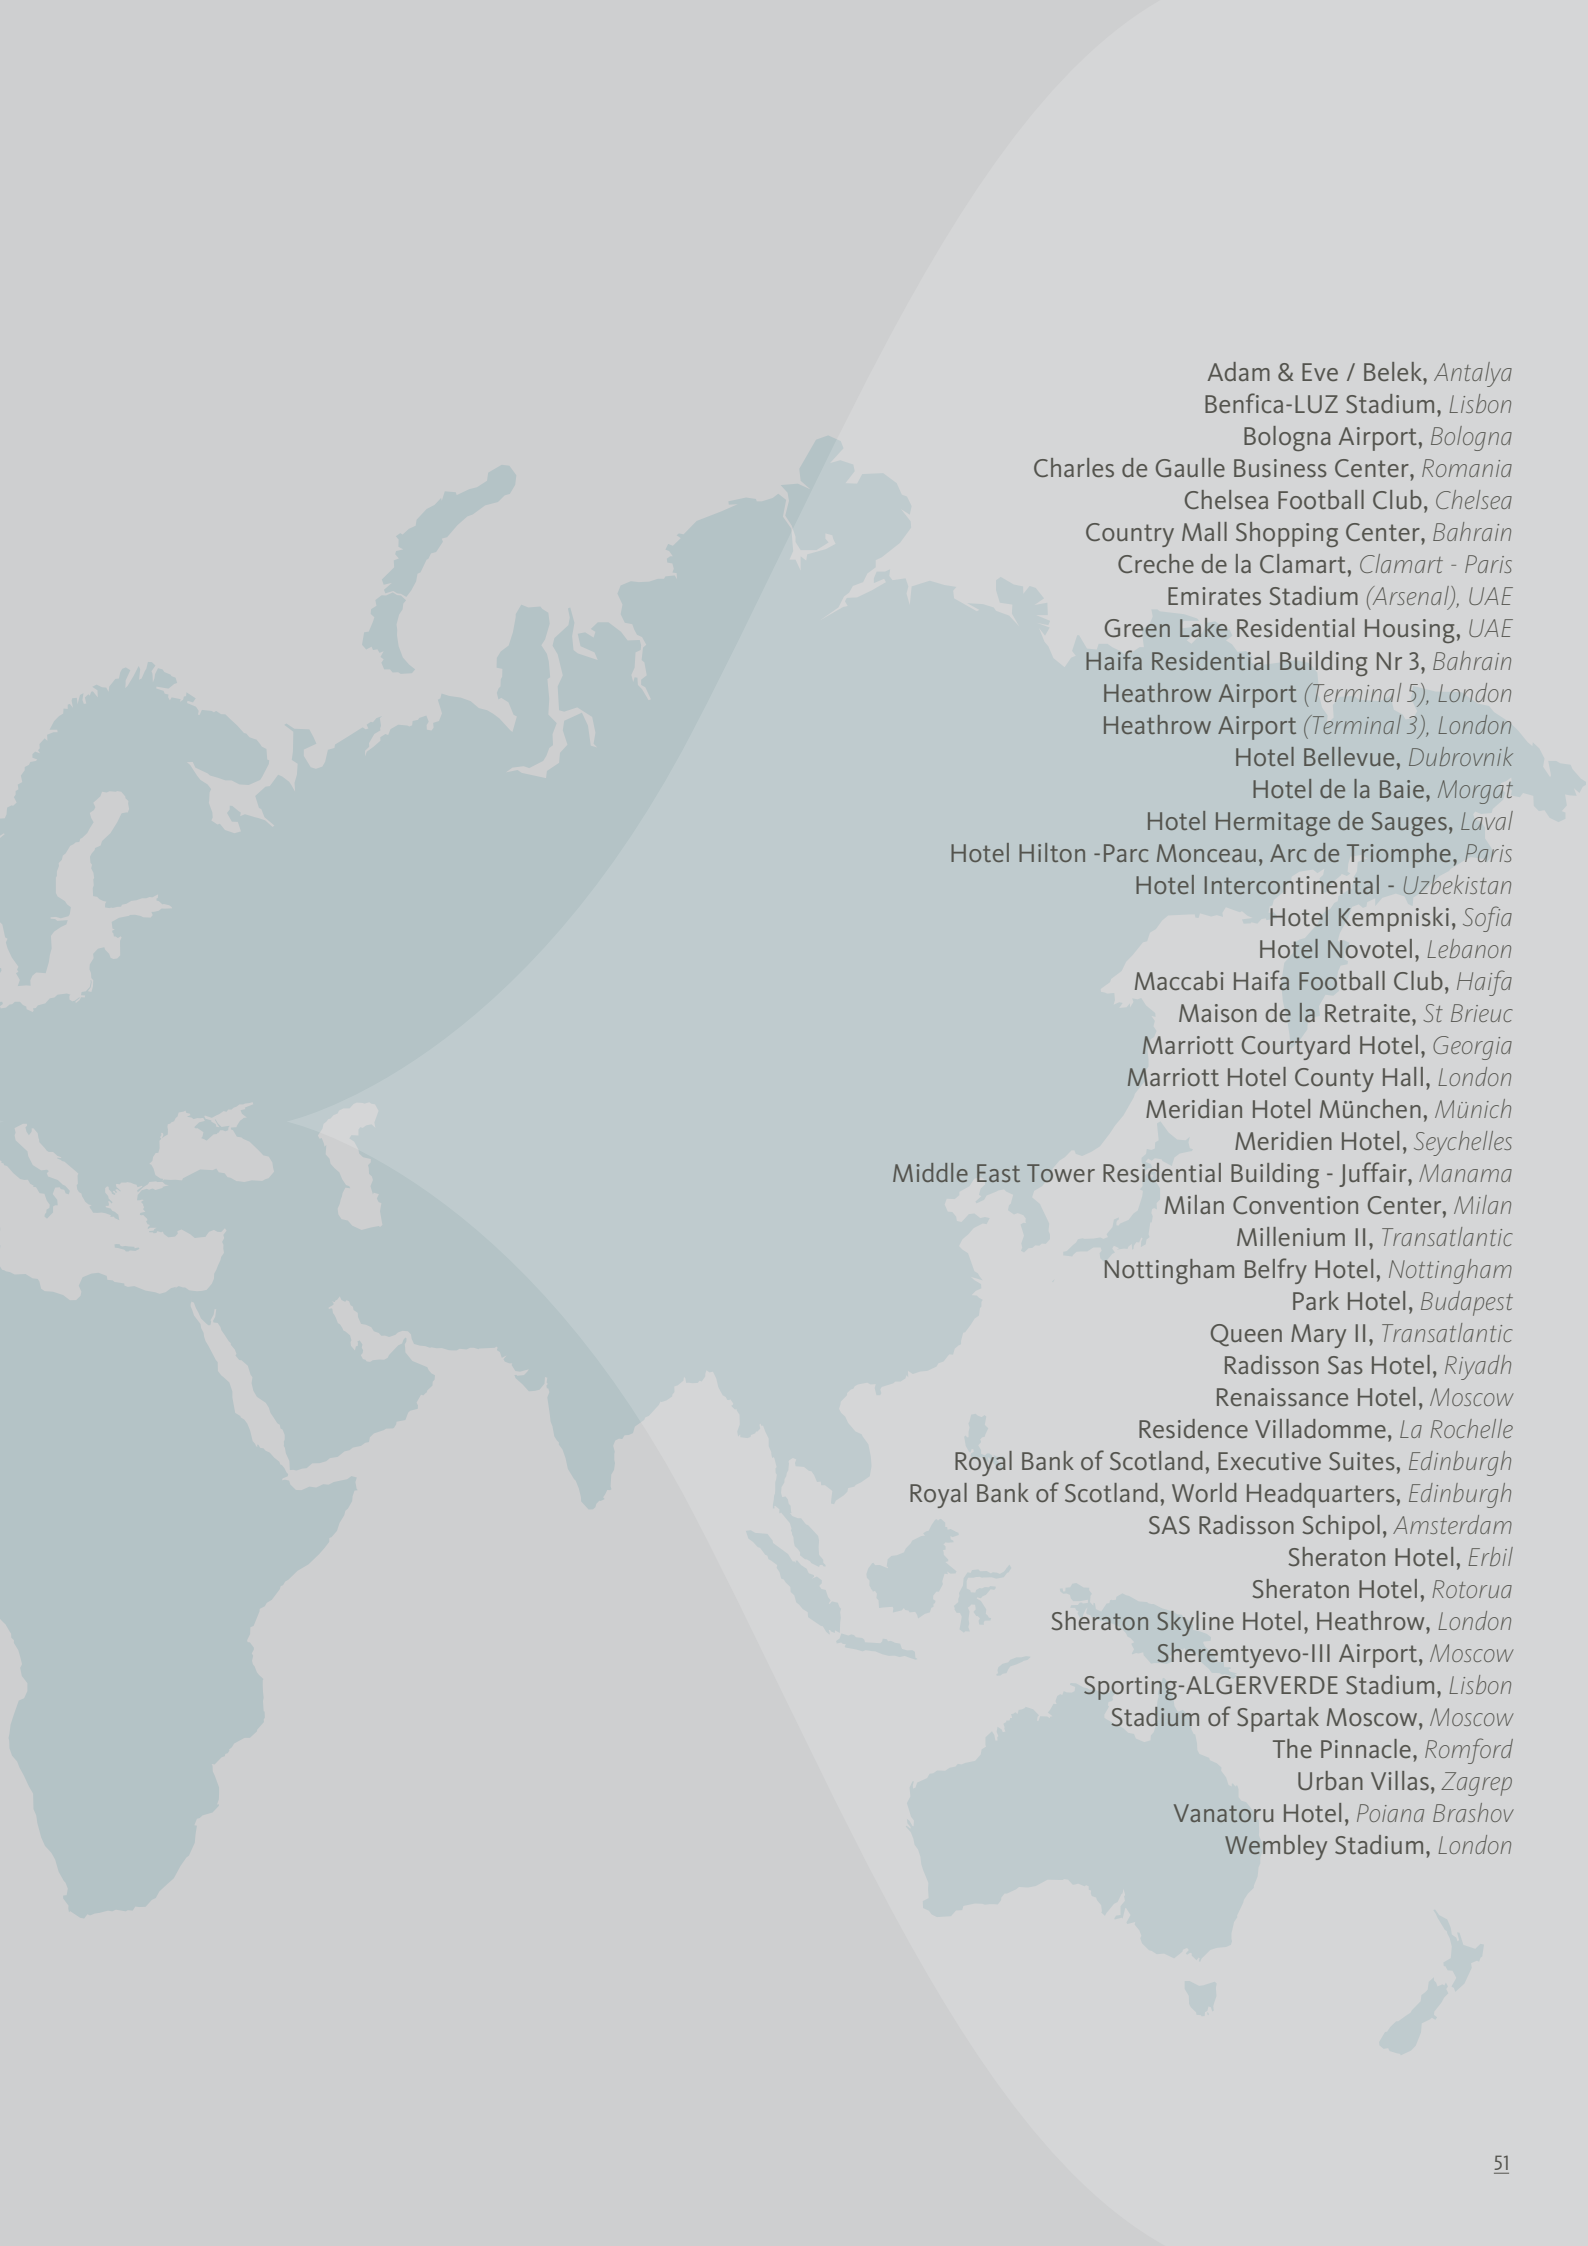 Adam & Eve / Belek, Antalya
Benfica-LUZ Stadium, Lisbon
Bologna Airport, Bologna
Charles de Gaulle Business Center, Romania
Chelsea Football Club, Chelsea
Country Mall Shopping Center, Bahrain
Creche de la Clamart, Clamart - Paris
Emirates Stadium (Arsenal), UAE
Green Lake Residential Housing, UAE
Haifa Residential Building Nr 3, Bahrain
Heathrow Airport (Terminal 5), London
Heathrow Airport (Terminal 3), London
Hotel Bellevue, Dubrovnik
Hotel de la Baie, Morgat
Hotel Hermitage de Sauges, Laval
Hotel Hilton -Parc Monceau, Arc de Triomphe, Paris
Hotel Intercontinental - Uzbekistan
Hotel Kempniski, Sofia
Hotel Novotel, Lebanon
Maccabi Haifa Football Club, Haifa
Maison de la Retraite, St Brieuc
Marriott Courtyard Hotel, Georgia
Marriott Hotel County Hall, London
Meridian Hotel München, Münich
Meridien Hotel, Seychelles
Middle East Tower Residential Building - Juffair, Manama
Milan Convention Center, Milan
Millenium II, Transatlantic
Nottingham Belfry Hotel, Nottingham
Park Hotel, Budapest
Queen Mary II, Transatlantic
Radisson Sas Hotel, Riyadh
Renaissance Hotel, Moscow
Residence Villadomme, La Rochelle
Royal Bank of Scotland, Executive Suites, Edinburgh
Royal Bank of Scotland, World Headquarters, Edinburgh
SAS Radisson Schipol, Amsterdam
Sheraton Hotel, Erbil
Sheraton Hotel, Rotorua
Sheraton Skyline Hotel, Heathrow, London
Sheremtyevo-III Airport, Moscow
Sporting-ALGERVERDE Stadium, Lisbon
Stadium of Spartak Moscow, Moscow
The Pinnacle, Romford
Urban Villas, Zagrep
Vanatoru Hotel, Poiana Brashov
Wembley Stadium, London
51